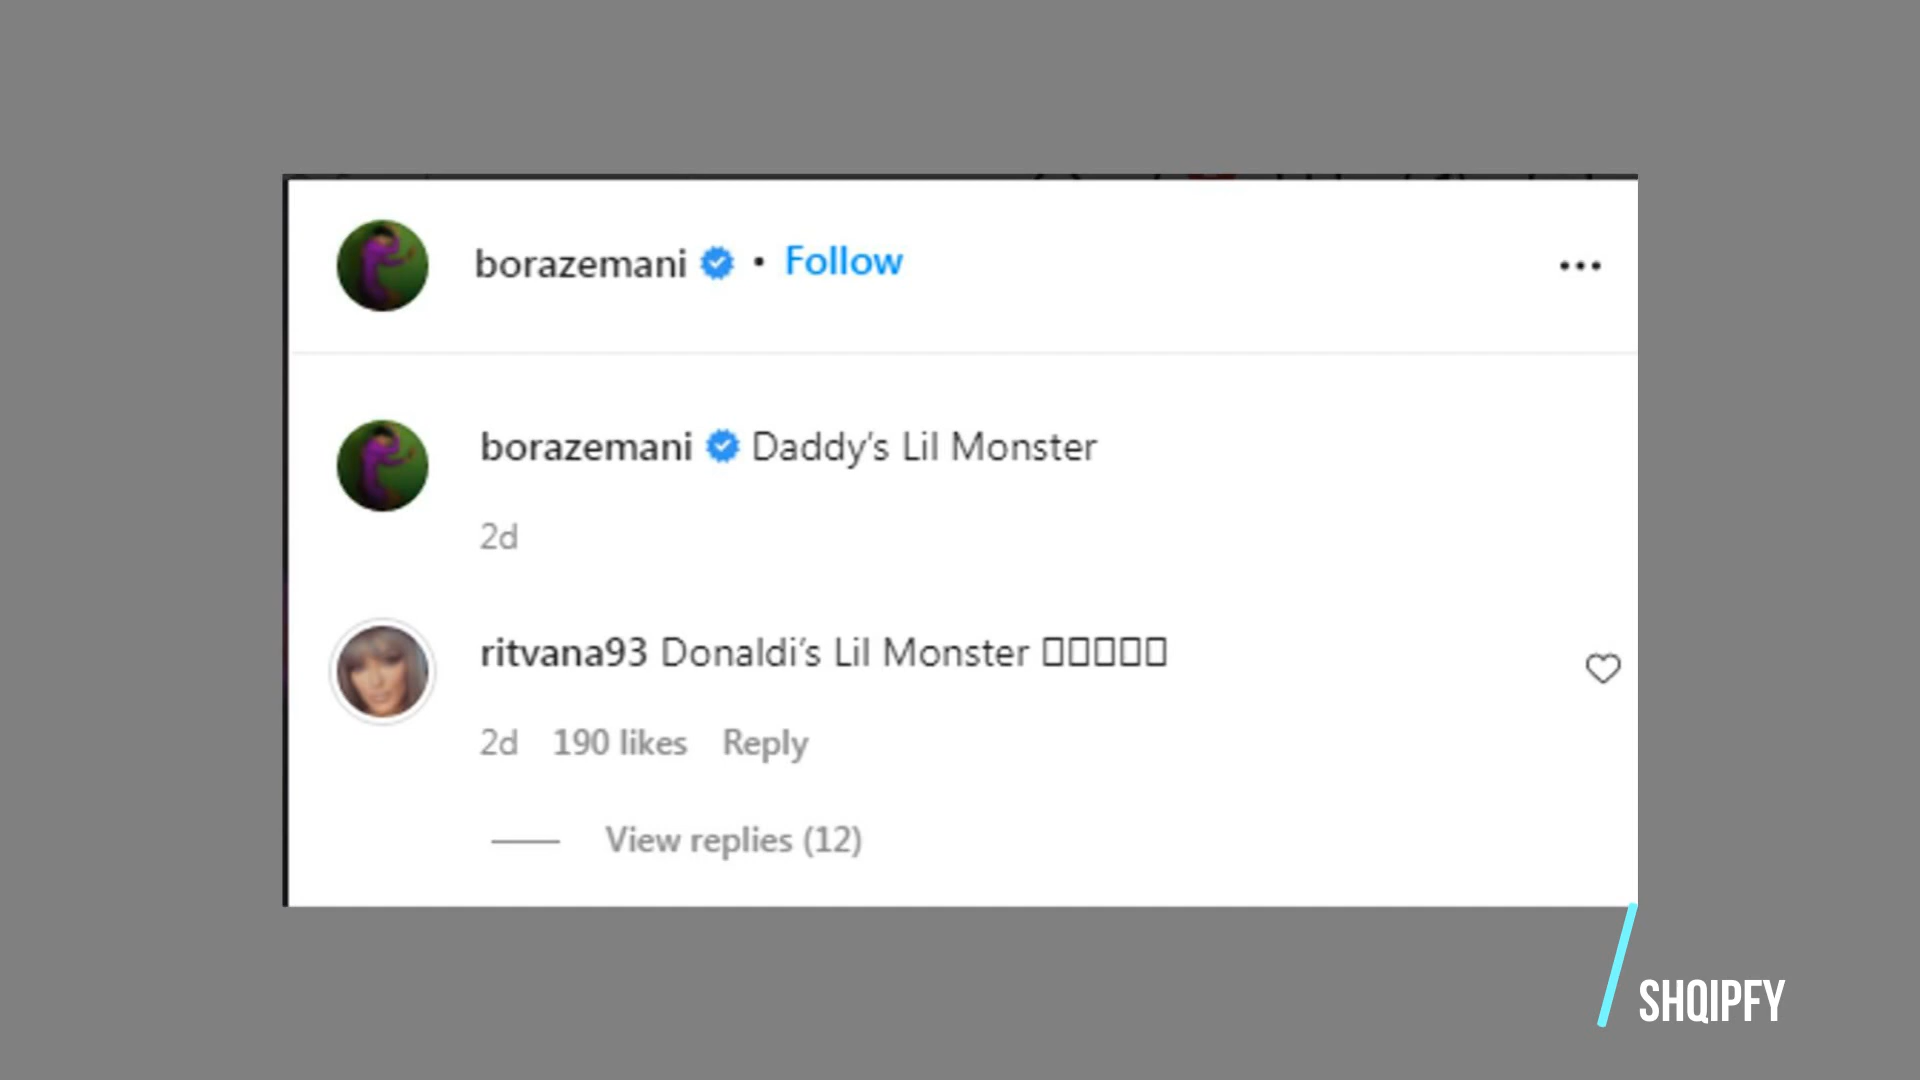 borazemani • Follow
borazemani Daddy's Lil Monster
2d
ritvana93 Donaldi's Lil Monster □□□□□
2d 190 likes Reply
View replies (12)
SHQIPFY